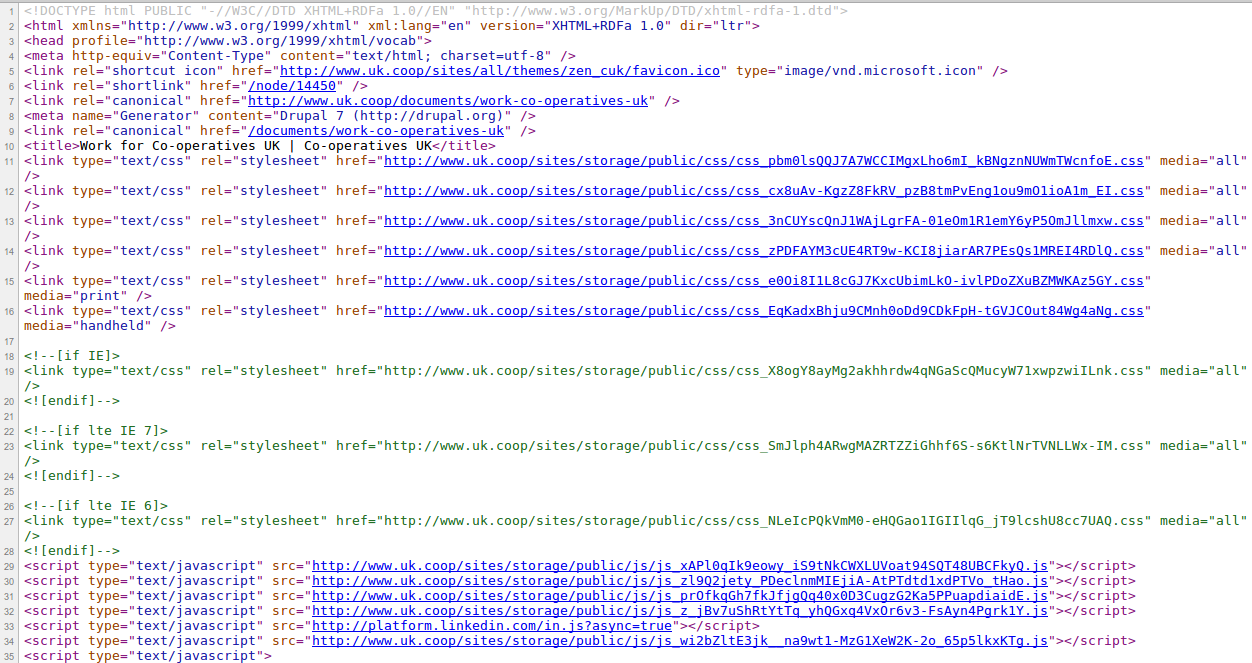 1 <!DOCTYPE html PUBLIC "-//W3C//DTD XHTML+RDFa 1.0//EN" "http://www.w3.org/MarkUp/DTD/xhtml-rdfa-1.dtd">
2 <html xmlns="http://www.w3.org/1999/xhtml" xml:lang="en" version="XHTML+RDFa 1.0" dir="ltr">
3 <head profile="http://www.w3.org/1999/xhtml/vocab">
4 <meta http-equiv="Content-Type" content="text/html; charset=utf-8" />
5 <link rel="shortcut icon" href="http://www.uk.coop/sites/all/themes/zen_cuk/favicon.ico" type="image/vnd.microsoft.icon" />
6 <link rel="shortlink" href="/node/14450" />
7 <link rel="canonical" href="http://www.uk.coop/documents/work-co-operatives-uk" />
8 <meta name="Generator" content="Drupal 7 (http://drupal.org)" />
9 <link rel="canonical" href="/documents/work-co-operatives-uk" />
10 <title>Work for Co-operatives UK | Co-operatives UK</title>
11 <link type="text/css" rel="stylesheet" href="http://www.uk.coop/sites/storage/public/css/css_pbm0lsQQJ7A7WCCIMgxLho6mI_kBNgznNUWmTWcnfoE.css" media="all"
/>
12 <link type="text/css" rel="stylesheet" href="http://www.uk.coop/sites/storage/public/css/css_cx8uAv-KgzZ8FkRV_pzB8tmPvEng1ou9mO1ioA1m_EI.css" media="all"
/>
13 <link type="text/css" rel="stylesheet" href="http://www.uk.coop/sites/storage/public/css/css_3nCUYscQnJ1WAjLgrFA-01eOm1R1emY6yP5OmJllmxw.css" media="all"
/>
14 <link type="text/css" rel="stylesheet" href="http://www.uk.coop/sites/storage/public/css/css_zPDFAYM3cUE4RT9w-KCI8jiarAR7PEsQs1MREI4RDlQ.css" media="all"
/>
15 <link type="text/css" rel="stylesheet" href="http://www.uk.coop/sites/storage/public/css/css_e0Oi8I1L8cGJ7KxcUbimLkO-ivlPDoZXuBZMWKAz5GY.css"
media="print" />
16 <link type="text/css" rel="stylesheet" href="http://www.uk.coop/sites/storage/public/css/css_EqKadxBhju9CMnh0oDd9CDkFpH-tGVJCOut84Wg4aNg.css"
media="handheld" />
17
18 <!--[if IE]>
19 <link type="text/css" rel="stylesheet" href="http://www.uk.coop/sites/storage/public/css/css_X8ogY8ayMg2akhhrdw4qNGaScQMucyW71xwpzwiILnk.css" media="all"
/>
20 <![endif]-->
21
22 <!--[if lte IE 7]>
23 <link type="text/css" rel="stylesheet" href="http://www.uk.coop/sites/storage/public/css/css_SmJlph4ARwgMAZRTZZiGhhf6S-s6KtlNrTVNLLWx-IM.css" media="all"
/>
24 <![endif]-->
25
26 <!--[if lte IE 6]>
27 <link type="text/css" rel="stylesheet" href="http://www.uk.coop/sites/storage/public/css/css_NLeIcPQkVmM0-eHQGao1IGIIlqG_jT9lcshU8cc7UAQ.css" media="all"
/>
28 <![endif]-->
29 <script type="text/javascript" src="http://www.uk.coop/sites/storage/public/js/js_xAPl0qIk9eowy_iS9tNkCWXLUVoat94SQT48UBCFkyQ.js"></script>
30 <script type="text/javascript" src="http://www.uk.coop/sites/storage/public/js/js_zl9Q2jety_PDeclnmMIEjiA-AtPTdtd1xdPTVo_tHao.js"></script>
31 <script type="text/javascript" src="http://www.uk.coop/sites/storage/public/js/js_prOfkqGh7fkJfjgQq40x0D3CugzG2Ka5PPuapdiaidE.js"></script>
32 <script type="text/javascript" src="http://www.uk.coop/sites/storage/public/js/js_z_jBv7uShRtYtTq_yhQGxq4VxOr6v3-FsAyn4Pgrk1Y.js"></script>
33 <script type="text/javascript" src="http://platform.linkedin.com/in.js?async=true"></script>
34 <script type="text/javascript" src="http://www.uk.coop/sites/storage/public/js/js_wi2bZltE3jk__na9wt1-MzG1XeW2K-2o_65p5lkxKTg.js"></script>
35 <script type="text/javascript">